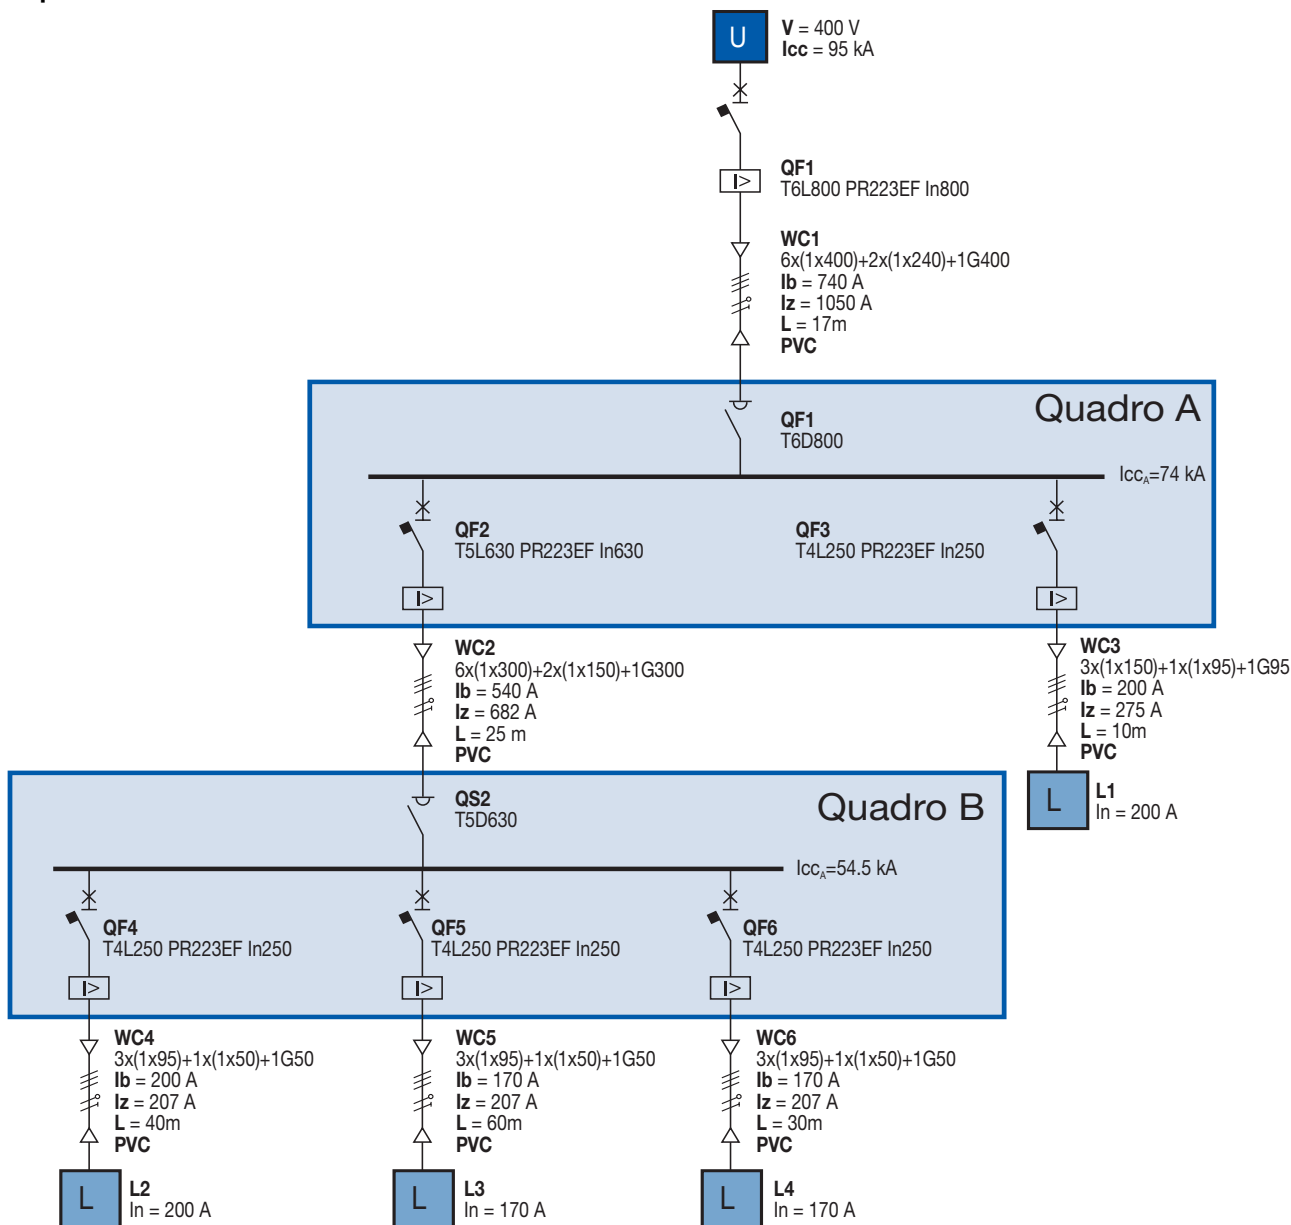 U
V = 400 V
Icc = 95 kA
QF1
T6L800 PR223EF In800
I>
WC1
6x(1x400)+2x(1x240)+1G400
Ib = 740 A
Iz = 1050 A
L = 17m
PVC
Quadro A
QF1
T6D800
IccA=74 kA
QF2
T5L630 PR223EF In630
I>
QF3
T4L250 PR223EF In250
I>
WC2
6x(1x300)+2x(1x150)+1G300
Ib = 540 A
Iz = 682 A
L = 25 m
PVC
WC3
3x(1x150)+1x(1x95)+1G95
Ib = 200 A
Iz = 275 A
L = 10m
PVC
L
L1
In = 200 A
Quadro B
QS2
T5D630
IccA=54.5 kA
QF4
T4L250 PR223EF In250
I>
QF5
T4L250 PR223EF In250
I>
QF6
T4L250 PR223EF In250
I>
WC4
3x(1x95)+1x(1x50)+1G50
Ib = 200 A
Iz = 207 A
L = 40m
PVC
WC5
3x(1x95)+1x(1x50)+1G50
Ib = 170 A
Iz = 207 A
L = 60m
PVC
WC6
3x(1x95)+1x(1x50)+1G50
Ib = 170 A
Iz = 207 A
L = 30m
PVC
L
L2
In = 200 A
L
L3
In = 170 A
L
L4
In = 170 A